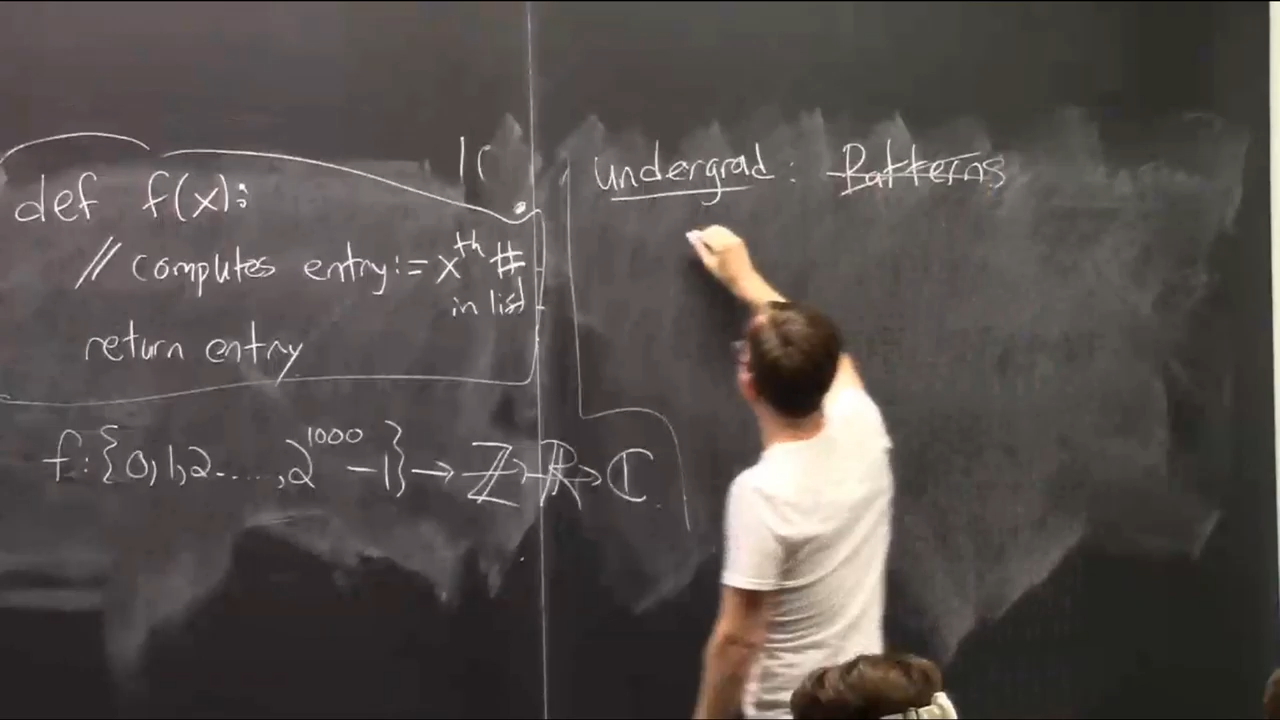 def f(x):
// computes entry := x^th #
in list
return entry
f:{0,1,2.....,2^1000 -1} → ℤ → ℝ → ℂ
undergrad: Patterns